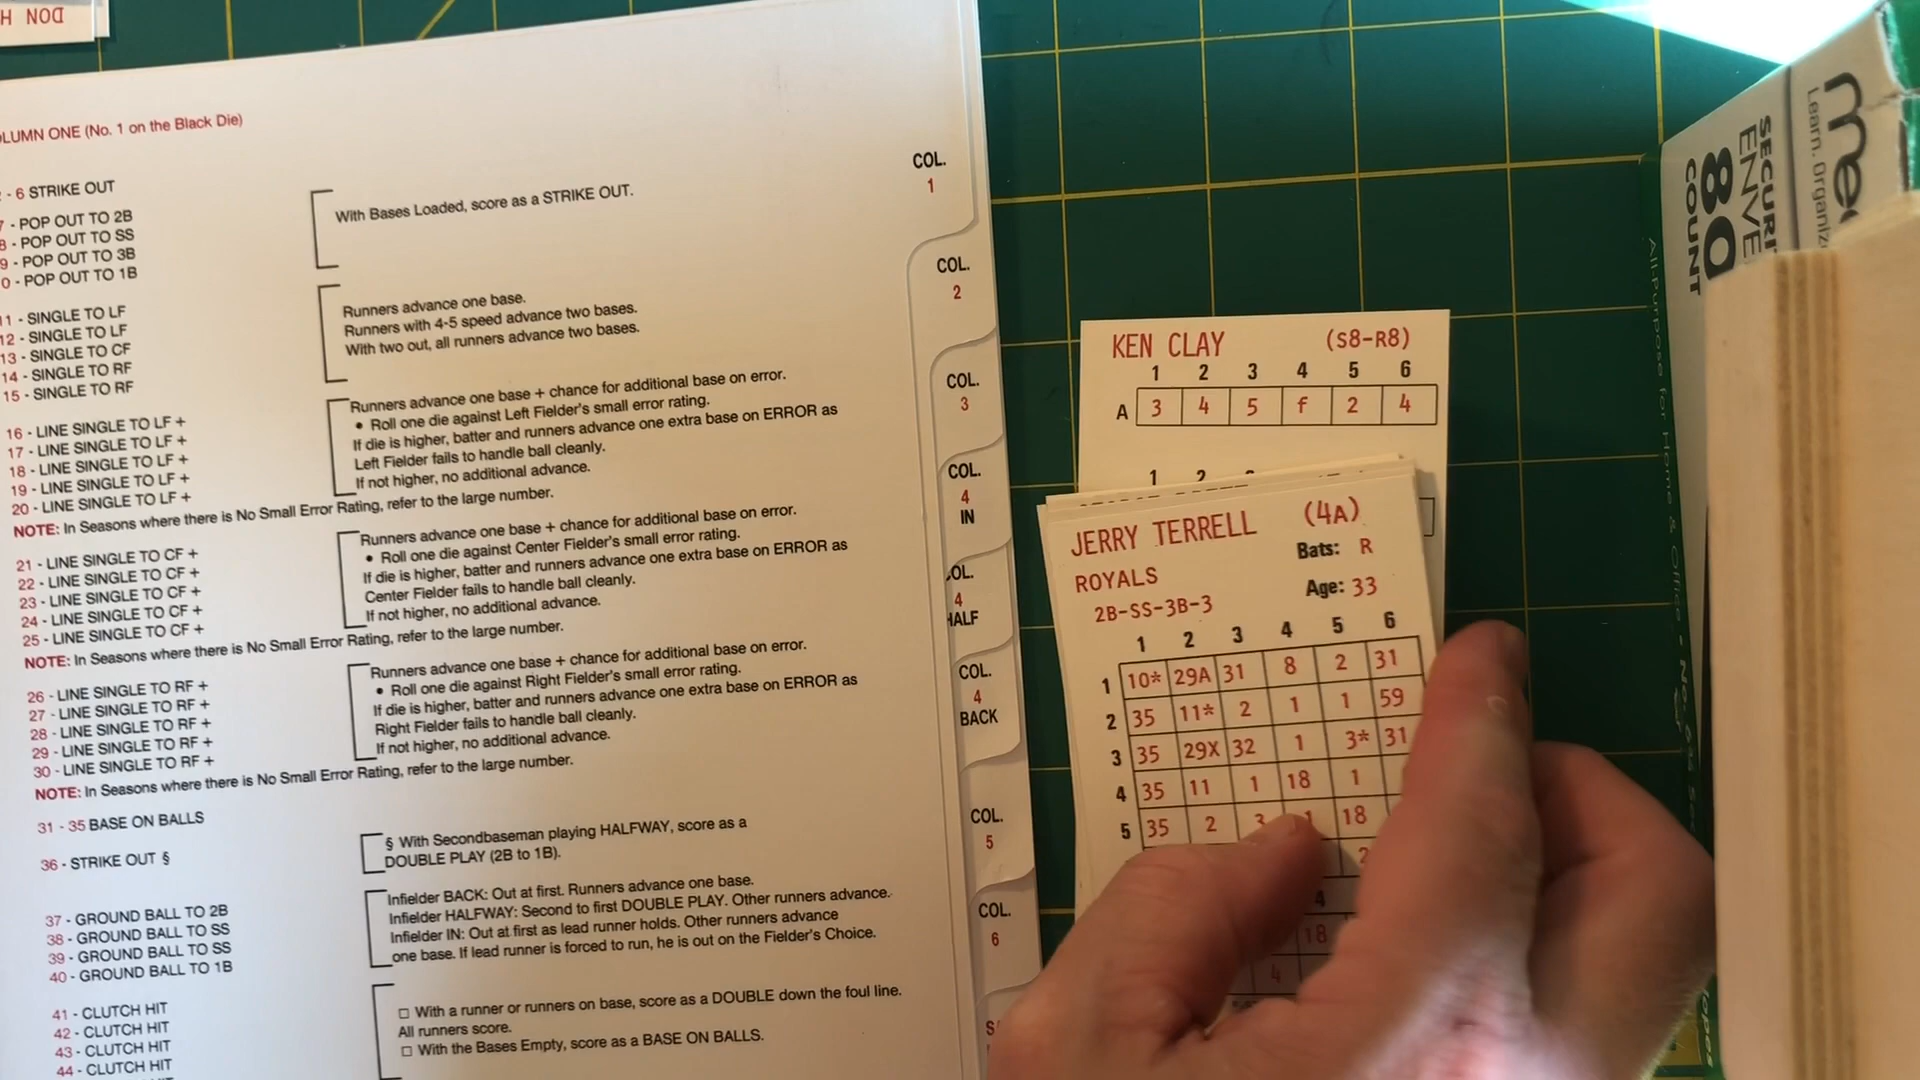 DON H
LUMN ONE (No. 1 on the Black Die)
- 6 STRIKE OUT
7 - POP OUT TO 2B
8 - POP OUT TO SS
9 - POP OUT TO 3B
0 - POP OUT TO 1B
With Bases Loaded, score as a STRIKE OUT.
11 - SINGLE TO LF
12 - SINGLE TO LF
13 - SINGLE TO CF
14 - SINGLE TO RF
15 - SINGLE TO RF
Runners advance one base.
Runners with 4-5 speed advance two bases.
With two out, all runners advance two bases.
16 - LINE SINGLE TO LF +
17 - LINE SINGLE TO LF +
18 - LINE SINGLE TO LF +
19 - LINE SINGLE TO LF +
20 - LINE SINGLE TO LF +
Runners advance one base + chance for additional base on error.
• Roll one die against Left Fielder's small error rating.
If die is higher, batter and runners advance one extra base on ERROR as
Left Fielder fails to handle ball cleanly.
If not higher, no additional advance.
NOTE: In Seasons where there is No Small Error Rating, refer to the large number.
21 - LINE SINGLE TO CF +
22 - LINE SINGLE TO CF +
23 - LINE SINGLE TO CF +
24 - LINE SINGLE TO CF +
25 - LINE SINGLE TO CF +
Runners advance one base + chance for additional base on error.
• Roll one die against Center Fielder's small error rating.
If die is higher, batter and runners advance one extra base on ERROR as
Center Fielder fails to handle ball cleanly.
If not higher, no additional advance.
NOTE: In Seasons where there is No Small Error Rating, refer to the large number.
26 - LINE SINGLE TO RF +
27 - LINE SINGLE TO RF +
28 - LINE SINGLE TO RF +
29 - LINE SINGLE TO RF +
30 - LINE SINGLE TO RF +
Runners advance one base + chance for additional base on error.
• Roll one die against Right Fielder's small error rating.
If die is higher, batter and runners advance one extra base on ERROR as
Right Fielder fails to handle ball cleanly.
If not higher, no additional advance.
NOTE: In Seasons where there is No Small Error Rating, refer to the large number.
31 - 35 BASE ON BALLS
36 - STRIKE OUT §
§ With Secondbaseman playing HALFWAY, score as a
DOUBLE PLAY (2B to 1B).
37 - GROUND BALL TO 2B
38 - GROUND BALL TO SS
39 - GROUND BALL TO SS
40 - GROUND BALL TO 1B
Infielder BACK: Out at first. Runners advance one base.
Infielder HALFWAY: Second to first DOUBLE PLAY. Other runners advance.
Infielder IN: Out at first as lead runner holds. Other runners advance
one base. If lead runner is forced to run, he is out on the Fielder's Choice.
41 - CLUTCH HIT
42 - CLUTCH HIT
43 - CLUTCH HIT
44 - CLUTCH HIT
□ With a runner or runners on base, score as a DOUBLE down the foul line.
All runners score.
□ With the Bases Empty, score as a BASE ON BALLS.
COL.
1
COL.
2
COL.
3
COL.
4
IN
OL.
4
HALF
COL.
4
BACK
COL.
5
COL.
6
KEN CLAY (S8-R8)
1 2 3 4 5 6
A 3 4 5 f 2 4
1 2
JERRY TERRELL (4A)
ROYALS Bats: R
2B-SS-3B-3 Age: 33
1 2 3 4 5 6
1 10* 29A 31 8 2 31
2 35 11* 2 1 1 59
3 35 29X 32 1 3* 31
4 35 11 1 18 1
5 35 2 3 1 18
2
4
18
4
me
Learn. Organiz
SECURI
ENVE
80
COUNT